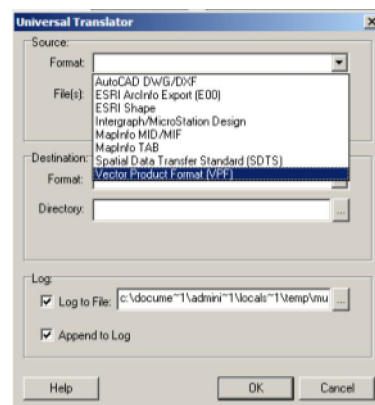 Universal Translator
Source:
Format:
File(s):
AutoCAD DWG/DXF
ESRI ArcInfo Export (E00)
ESRI Shape
Intergraph/MicroStation Design
MapInfo MID/MIF
MapInfo TAB
Spatial Data Transfer Standard (SDTS)
Vector Product Format (VPF)
Destination:
Format:
Directory:
...
Log:
Log to File: c:\docume~1\admini~1\locals~1\temp\mu ...
Append to Log
Help OK Cancel